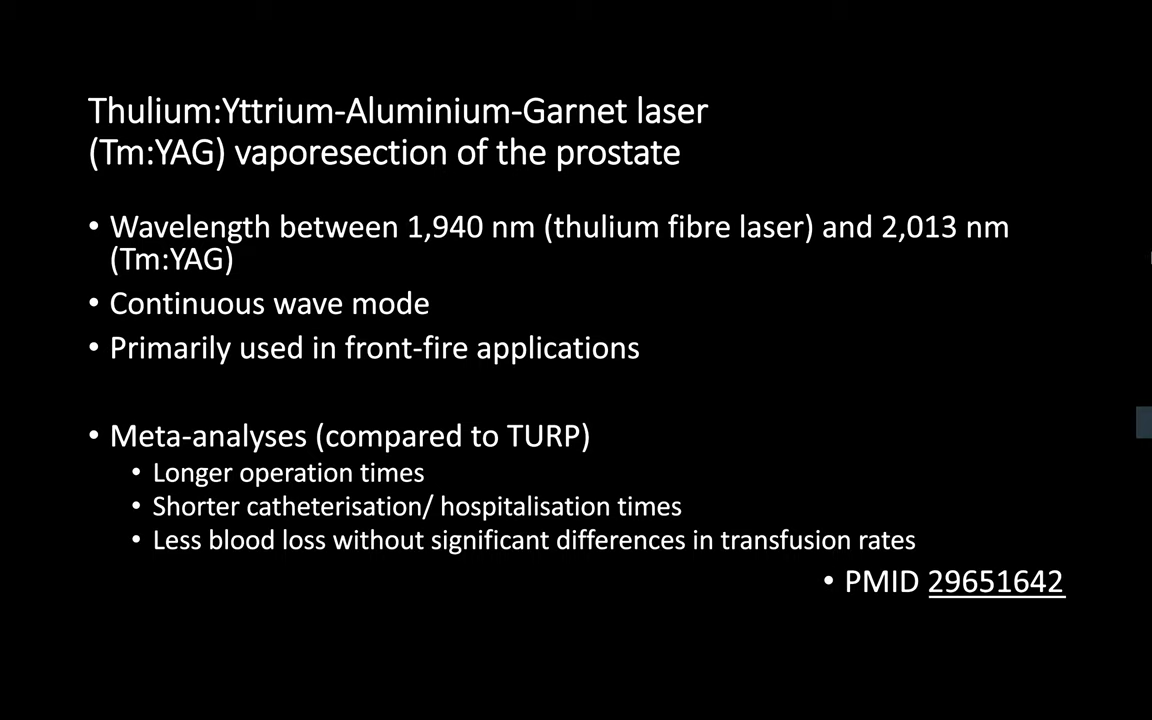 Thulium:Yttrium-Aluminium-Garnet laser
(Tm:YAG) vaporesection of the prostate
• Wavelength between 1,940 nm (thulium fibre laser) and 2,013 nm
(Tm:YAG)
• Continuous wave mode
• Primarily used in front-fire applications
• Meta-analyses (compared to TURP)
• Longer operation times
• Shorter catheterisation/ hospitalisation times
• Less blood loss without significant differences in transfusion rates
• PMID 29651642